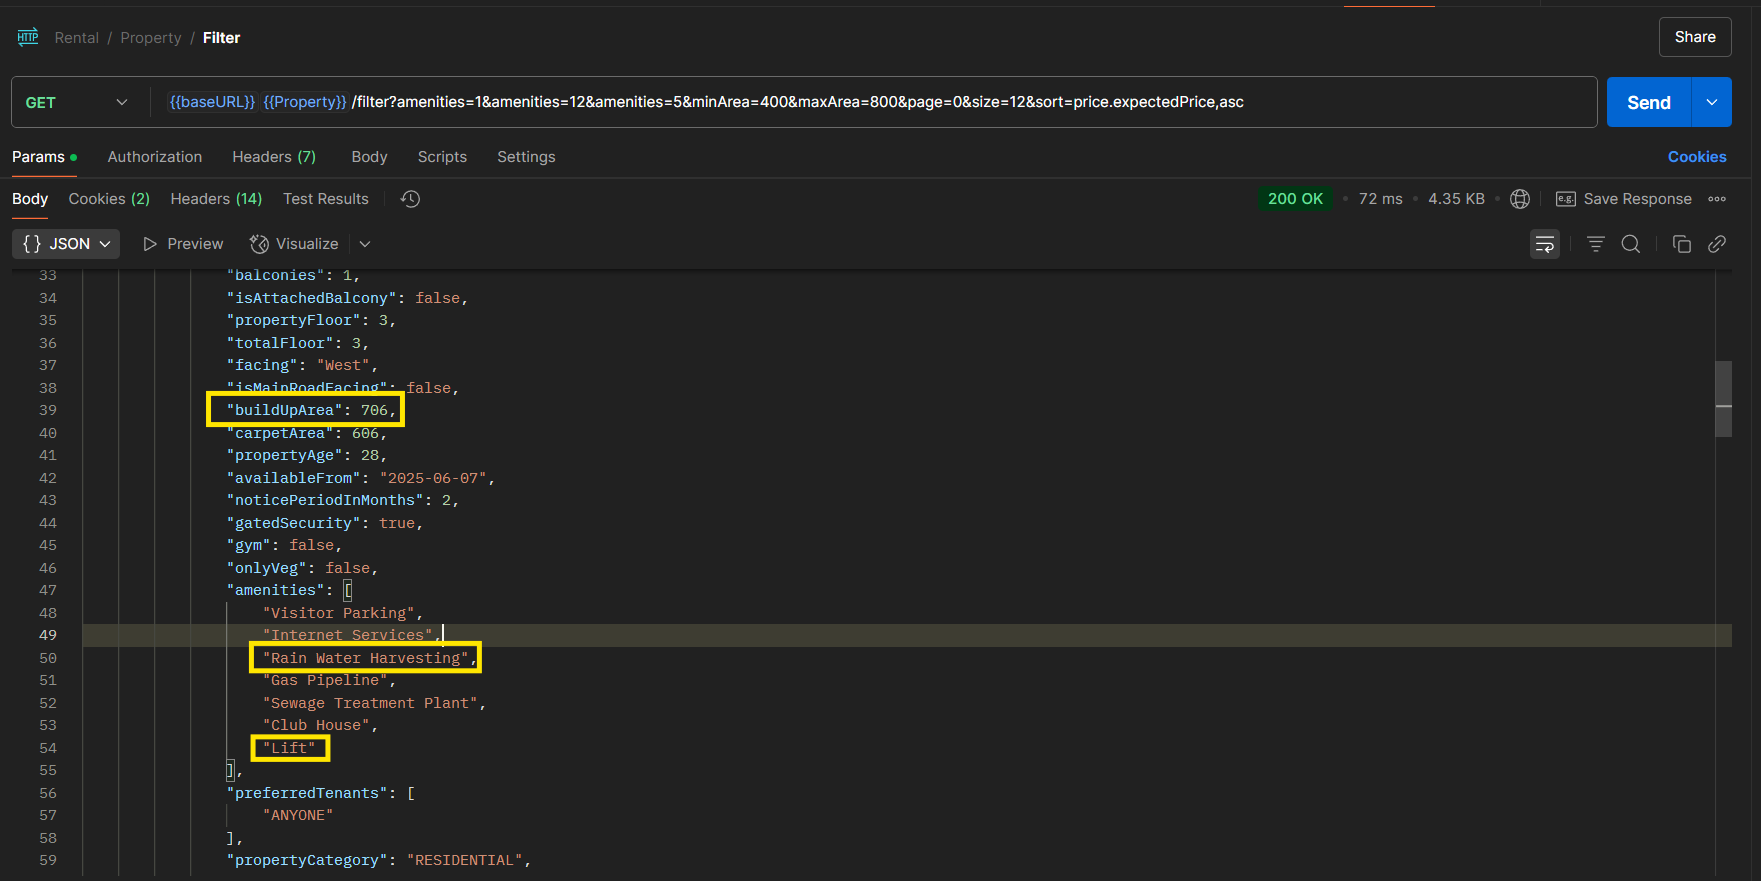 HTTP Rental / Property / Filter Share
GET {{baseURL}} {{Property}} /filter?amenities=1&amenities=12&amenities=5&minArea=400&maxArea=800&page=0&size=12&sort=price.expectedPrice,asc Send
Params Authorization Headers (7) Body Scripts Settings Cookies
Body Cookies (2) Headers (14) Test Results 200 OK • 72 ms • 4.35 KB • e.g. Save Response
{} JSON Preview Visualize
33 "balconies": 1,
34 "isAttachedBalcony": false,
35 "propertyFloor": 3,
36 "totalFloor": 3,
37 "facing": "West",
38 "isMainRoadFacing": false,
39 "buildUpArea": 706,
40 "carpetArea": 606,
41 "propertyAge": 28,
42 "availableFrom": "2025-06-07",
43 "noticePeriodInMonths": 2,
44 "gatedSecurity": true,
45 "gym": false,
46 "onlyVeg": false,
47 "amenities": [
48 "Visitor Parking",
49 "Internet Services",
50 "Rain Water Harvesting",
51 "Gas Pipeline",
52 "Sewage Treatment Plant",
53 "Club House",
54 "Lift"
55 ],
56 "preferredTenants": [
57 "ANYONE"
58 ],
59 "propertyCategory": "RESIDENTIAL",